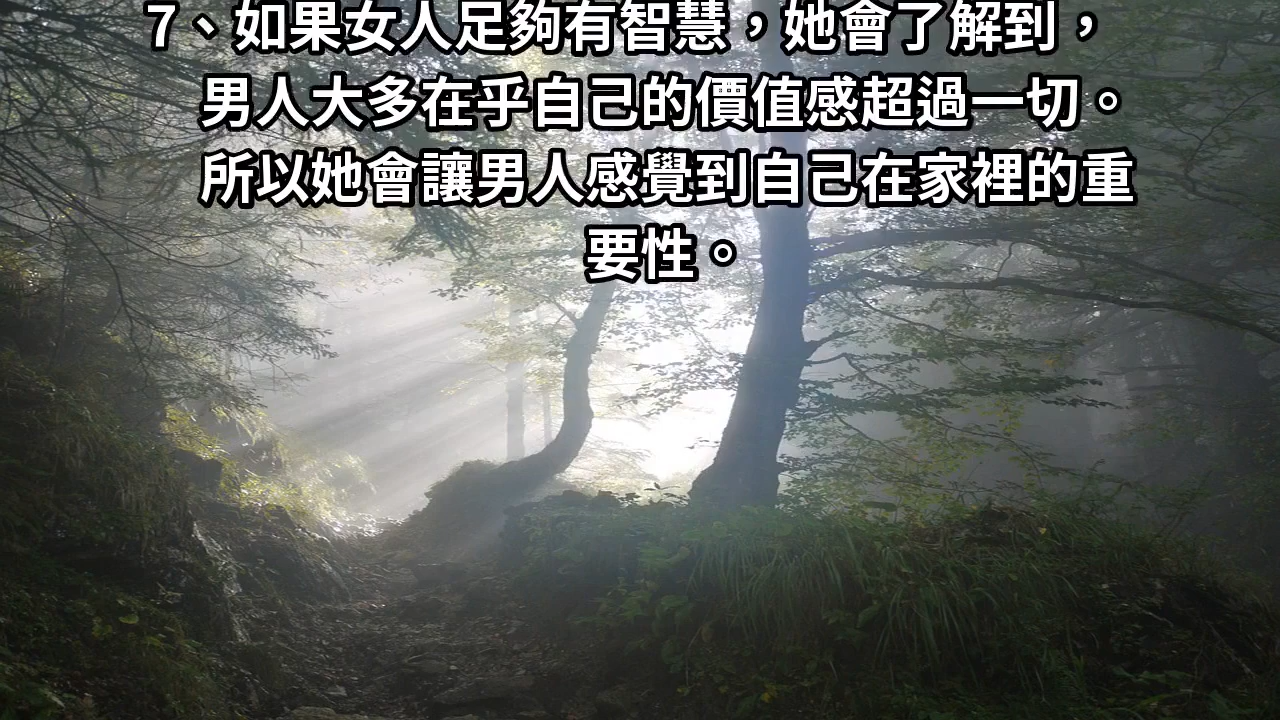 7、如果女人足夠有智慧，她會了解到，
男人大多在乎自己的價值感超過一切。
所以她會讓男人感覺到自己在家裡的重
要性。